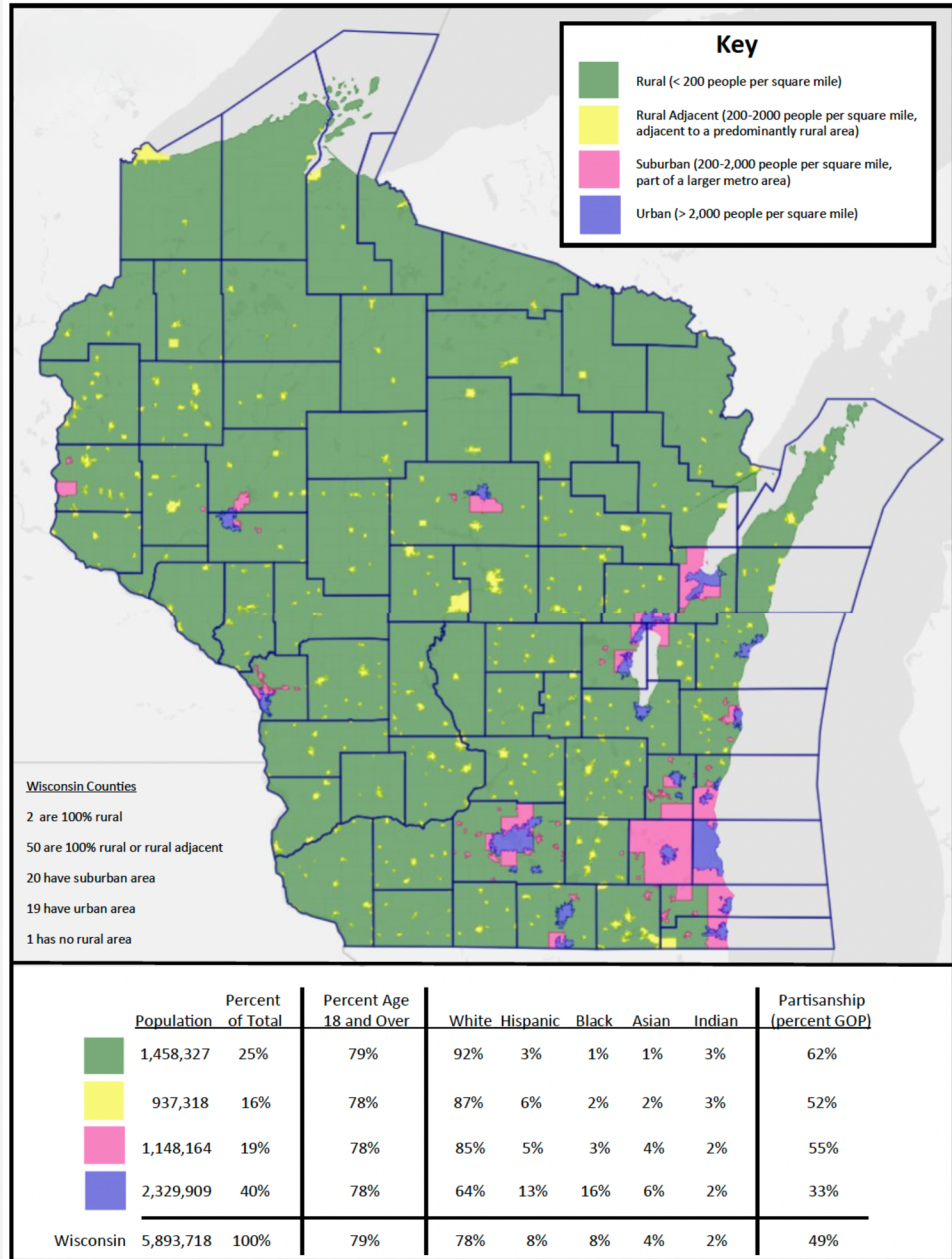 Key
Rural (< 200 people per square mile)
Rural Adjacent (200-2000 people per square mile,
adjacent to a predominantly rural area)
Suburban (200-2,000 people per square mile,
part of a larger metro area)
Urban (> 2,000 people per square mile)
Wisconsin Counties
2 are 100% rural
50 are 100% rural or rural adjacent
20 have suburban area
19 have urban area
1 has no rural area
Percent Percent Age Partisanship
Population of Total 18 and Over White Hispanic Black Asian Indian (percent GOP)
1,458,327 25% 79% 92% 3% 1% 1% 3% 62%
937,318 16% 78% 87% 6% 2% 2% 3% 52%
1,148,164 19% 78% 85% 5% 3% 4% 2% 55%
2,329,909 40% 78% 64% 13% 16% 6% 2% 33%
Wisconsin 5,893,718 100% 79% 78% 8% 8% 4% 2% 49%